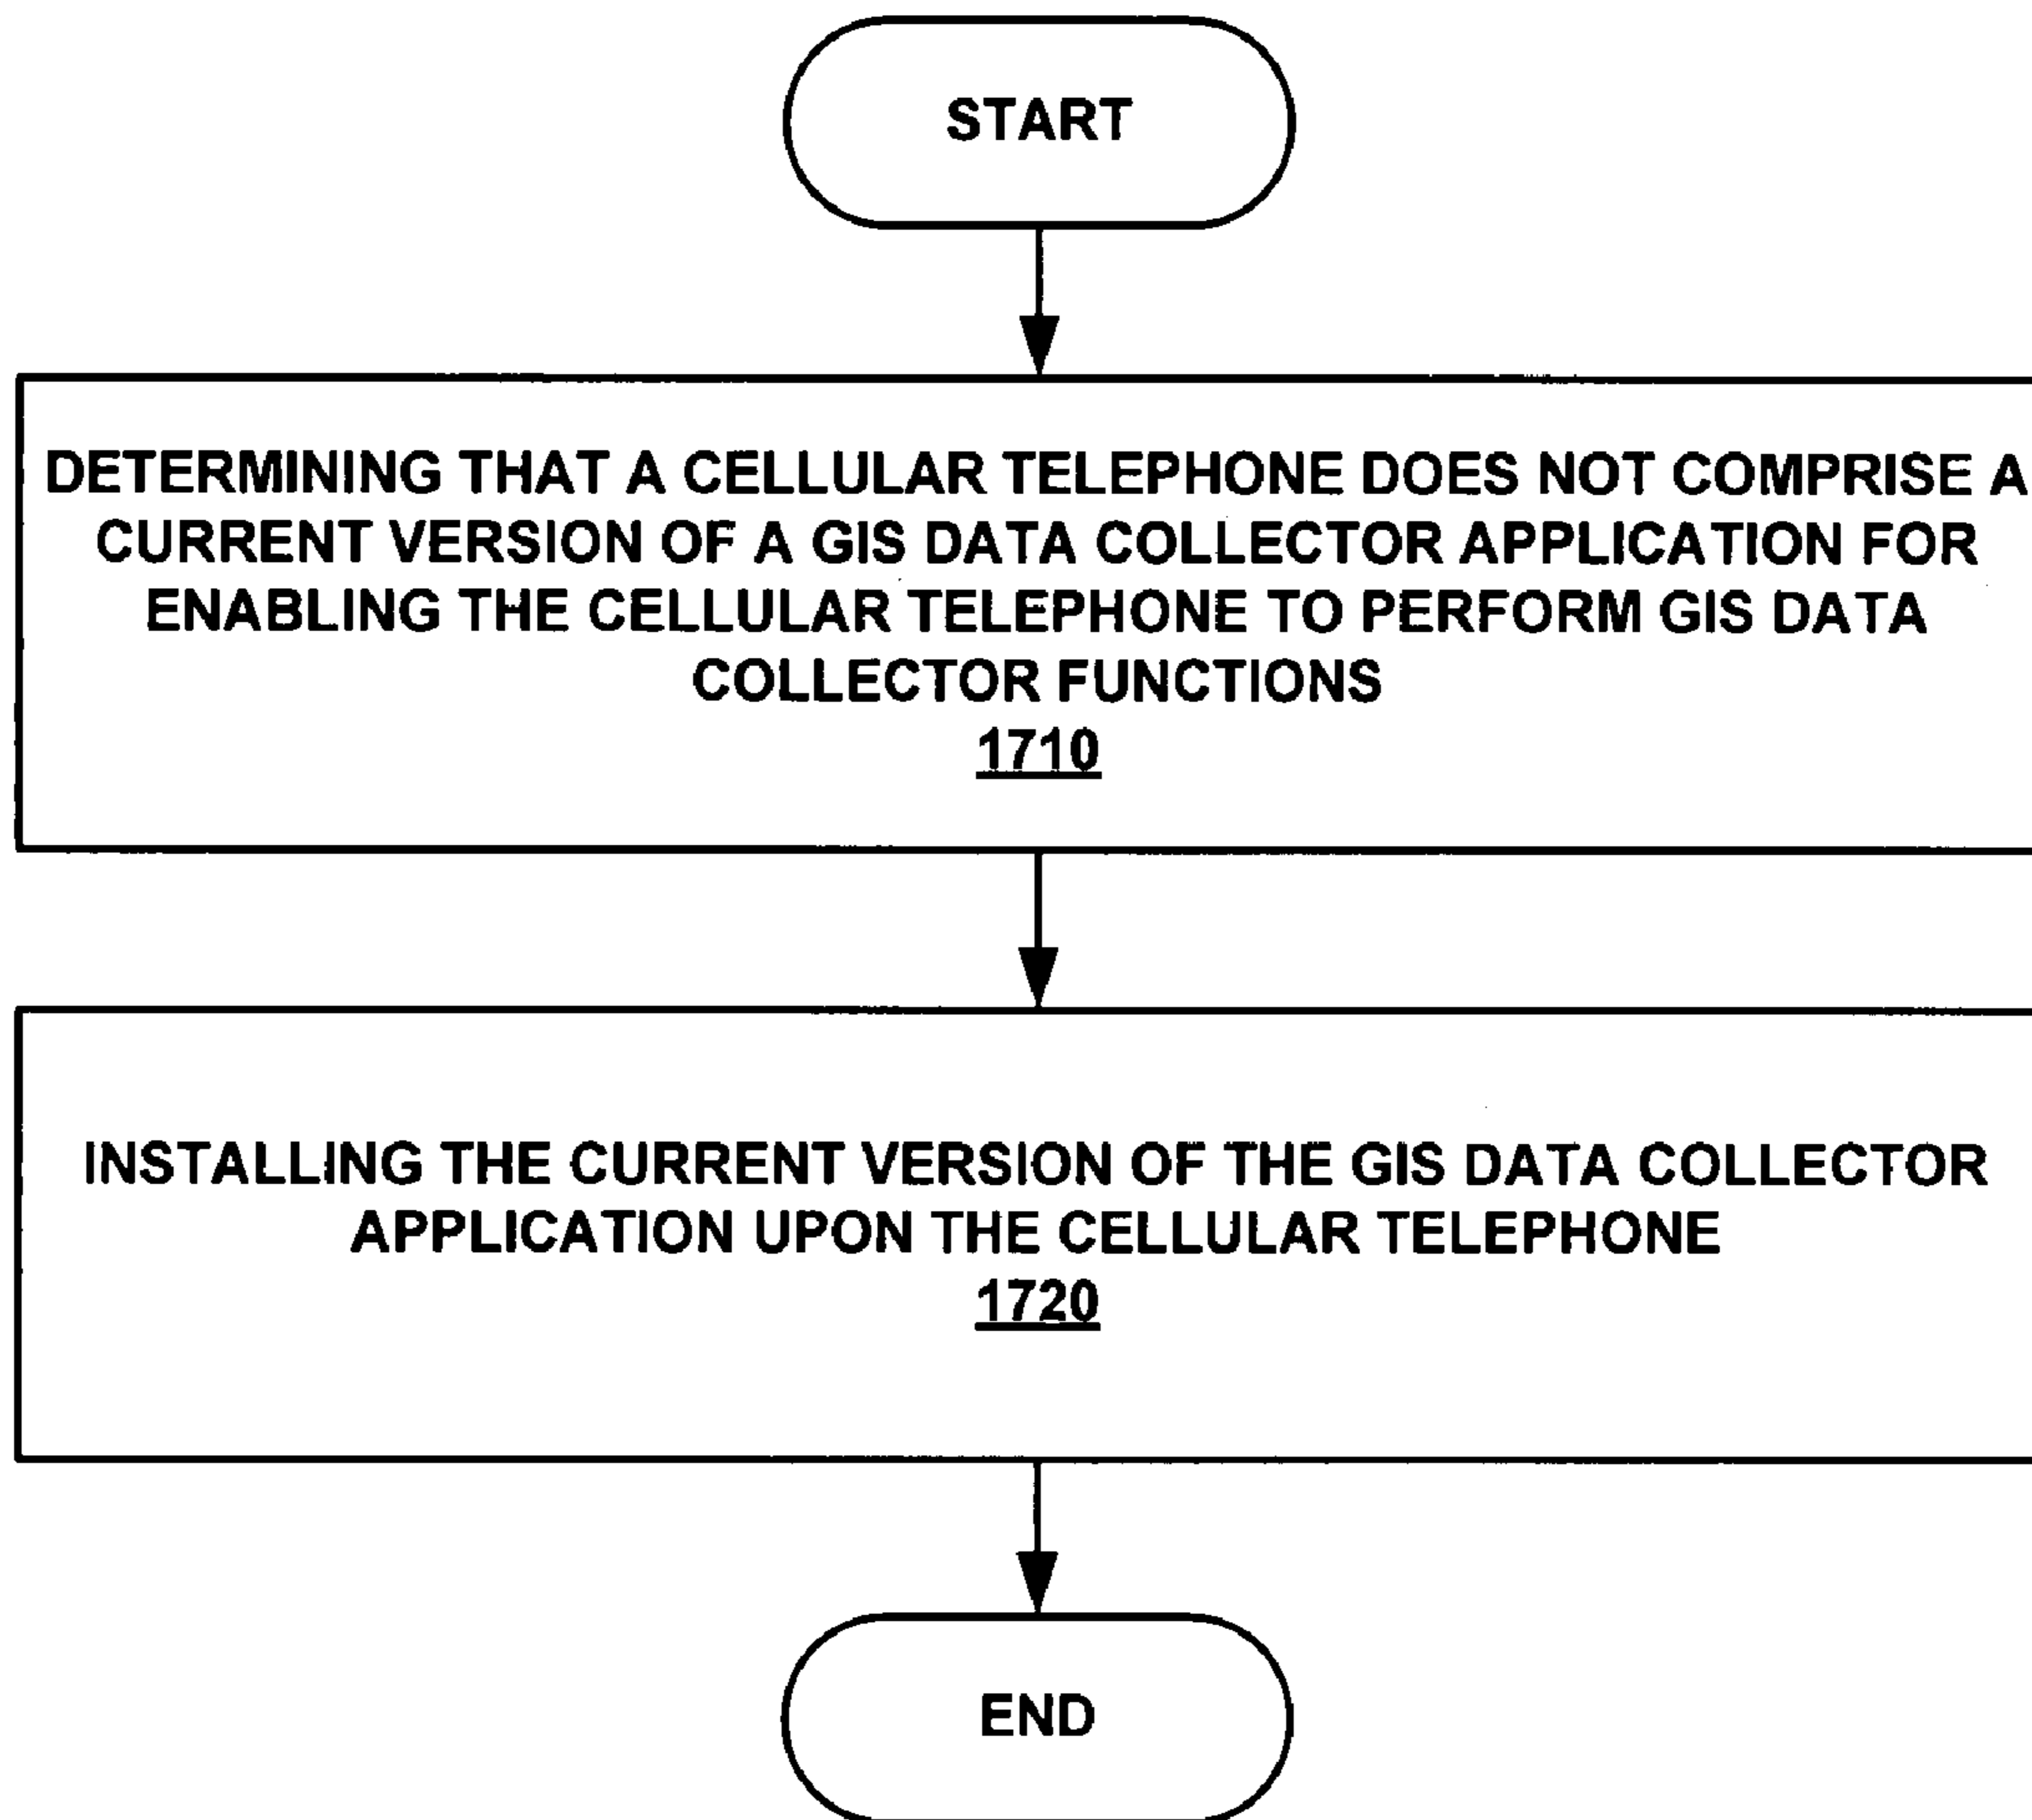 START
DETERMINING THAT A CELLULAR TELEPHONE DOES NOT COMPRISE A
CURRENT VERSION OF A GIS DATA COLLECTOR APPLICATION FOR
ENABLING THE CELLULAR TELEPHONE TO PERFORM GIS DATA
COLLECTOR FUNCTIONS
1710
INSTALLING THE CURRENT VERSION OF THE GIS DATA COLLECTOR
APPLICATION UPON THE CELLULAR TELEPHONE
1720
END